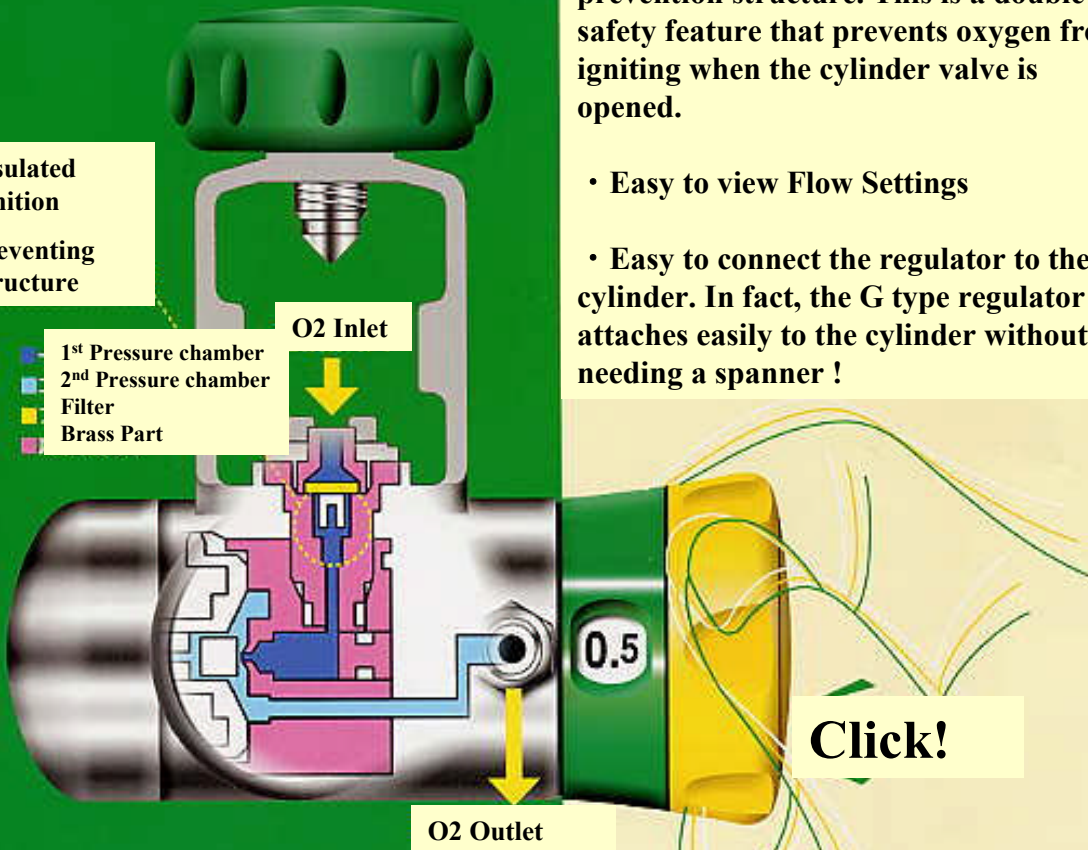 prevention structure. This is a double
safety feature that prevents oxygen fr
igniting when the cylinder valve is
opened.
・Easy to view Flow Settings
・Easy to connect the regulator to the
cylinder. In fact, the G type regulator
attaches easily to the cylinder without
needing a spanner !
sulated
nition
eventing
ructure
O2 Inlet
1st Pressure chamber
2nd Pressure chamber
Filter
Brass Part
0.5
Click!
O2 Outlet